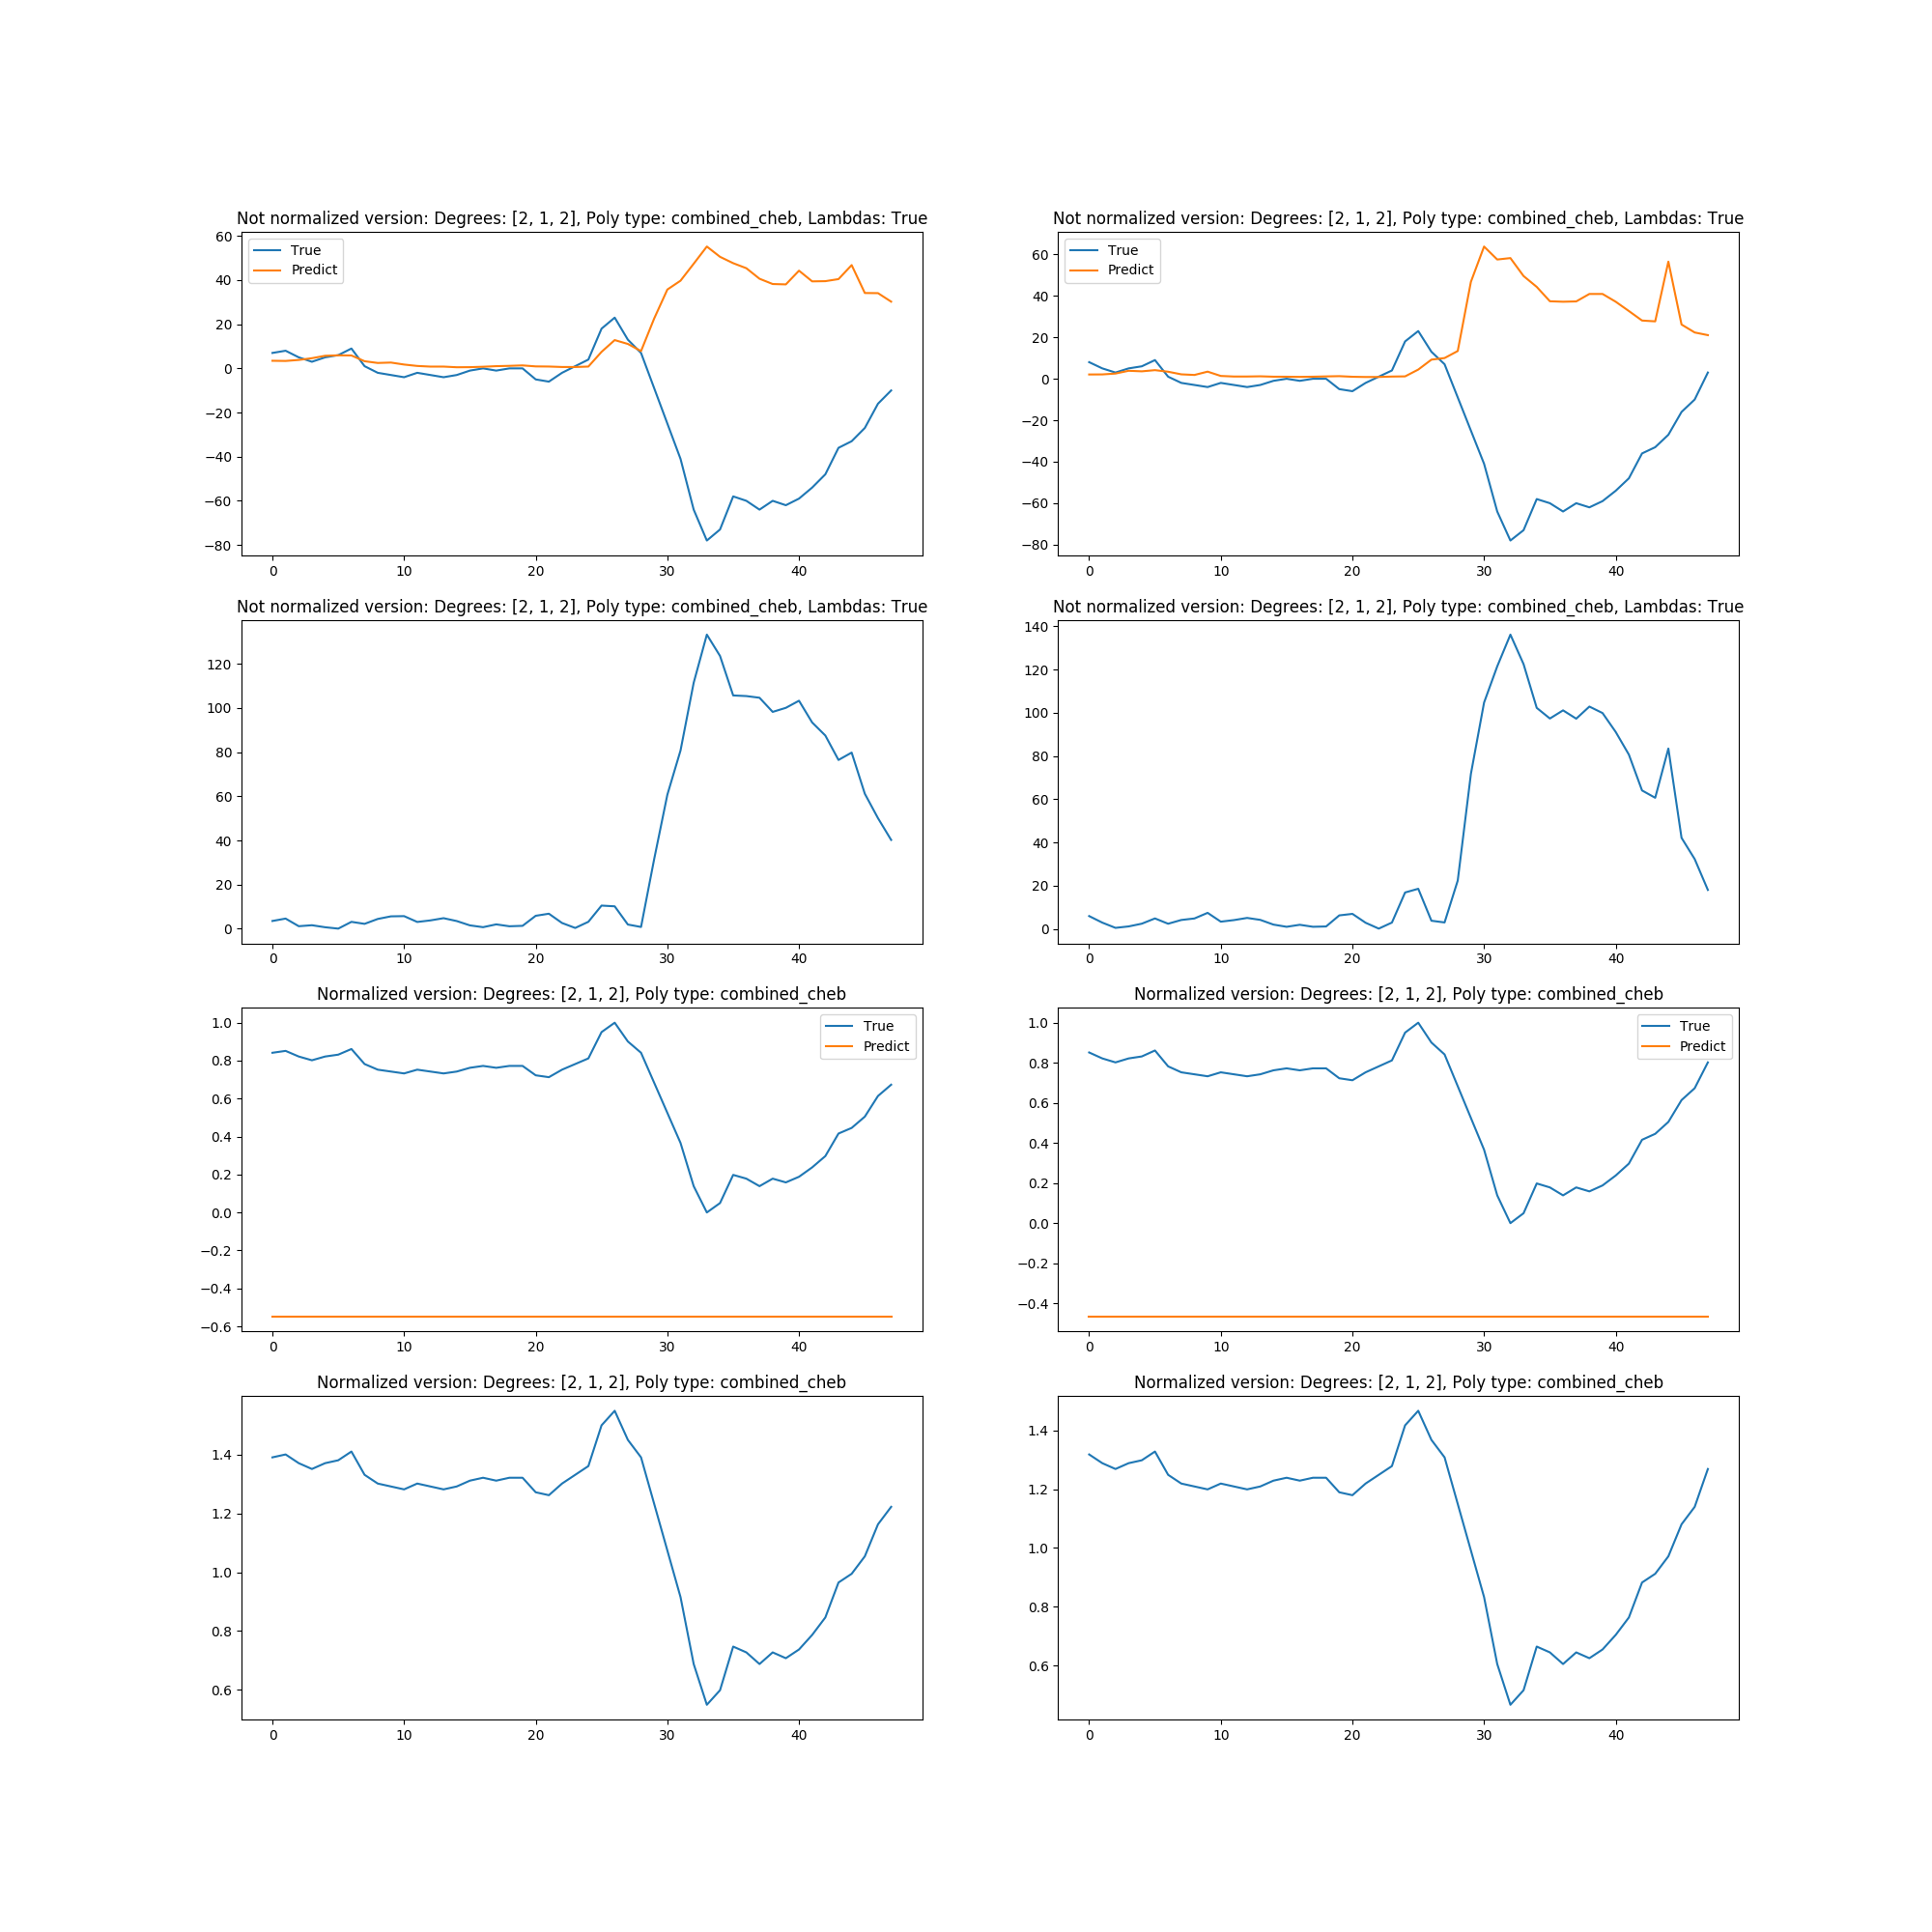 Not normalized version: Degrees: [2, 1, 2], Poly type: combined_cheb, Lambdas: True
60
40
20
0
−20
−40
−60
−80
True
Predict
0 10 20 30 40
Not normalized version: Degrees: [2, 1, 2], Poly type: combined_cheb, Lambdas: True
60
40
20
0
−20
−40
−60
−80
True
Predict
0 10 20 30 40
Not normalized version: Degrees: [2, 1, 2], Poly type: combined_cheb, Lambdas: True
120
100
80
60
40
20
0
0 10 20 30 40
Not normalized version: Degrees: [2, 1, 2], Poly type: combined_cheb, Lambdas: True
140
120
100
80
60
40
20
0
0 10 20 30 40
Normalized version: Degrees: [2, 1, 2], Poly type: combined_cheb
1.0
0.8
0.6
0.4
0.2
0.0
−0.2
−0.4
−0.6
True
Predict
0 10 20 30 40
Normalized version: Degrees: [2, 1, 2], Poly type: combined_cheb
1.0
0.8
0.6
0.4
0.2
0.0
−0.2
−0.4
True
Predict
0 10 20 30 40
Normalized version: Degrees: [2, 1, 2], Poly type: combined_cheb
1.4
1.2
1.0
0.8
0.6
0 10 20 30 40
Normalized version: Degrees: [2, 1, 2], Poly type: combined_cheb
1.4
1.2
1.0
0.8
0.6
0 10 20 30 40